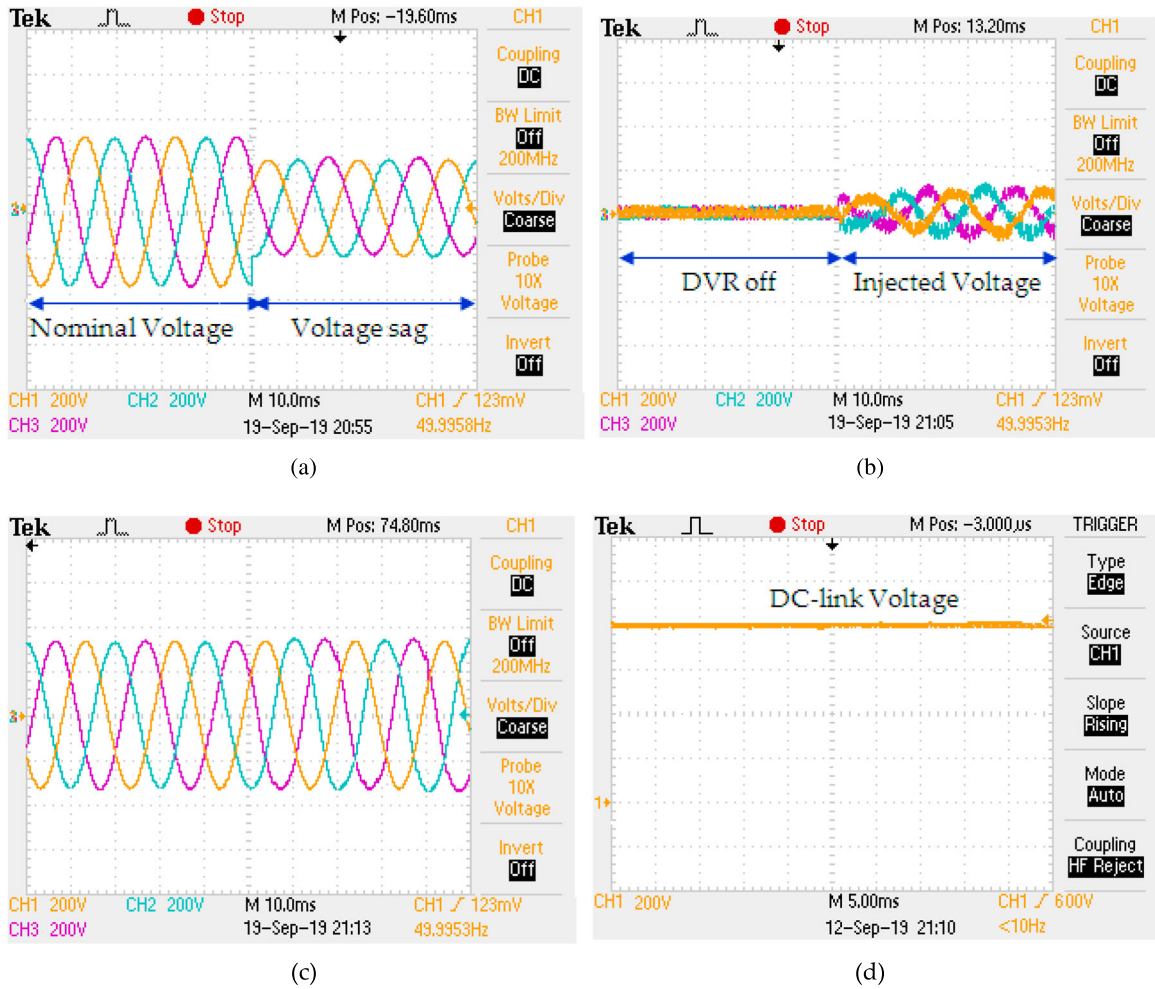 Tek Stop M Pos: -19.60ms CH1
Coupling
DC
BW Limit
Off
200MHz
Volts/Div
Coarse
Probe
10X
Voltage
Invert
Off
3
Nominal Voltage Voltage sag
CH1 200V CH2 200V M 10.0ms CH1 123mV
CH3 200V 19-Sep-19 20:55 49.9958Hz
(a)
Tek Stop M Pos: 13.20ms CH1
Coupling
DC
BW Limit
Off
200MHz
Volts/Div
Coarse
Probe
10X
Voltage
Invert
Off
3
DVR off Injected Voltage
CH1 200V CH2 200V M 10.0ms CH1 123mV
CH3 200V 19-Sep-19 21:05 49.9953Hz
(b)
Tek Stop M Pos: 74.80ms CH1
Coupling
DC
BW Limit
Off
200MHz
Volts/Div
Coarse
Probe
10X
Voltage
Invert
Off
3
CH1 200V CH2 200V M 10.0ms CH1 123mV
CH3 200V 19-Sep-19 21:13 49.9953Hz
(c)
Tek Stop M Pos: -3.000us TRIGGER
DC-link Voltage
Type
Edge
Source
CH1
Slope
Rising
Mode
Auto
Coupling
HF Reject
1
CH1 200V M 5.00ms CH1 600V
12-Sep-19 21:10 <10Hz
(d)